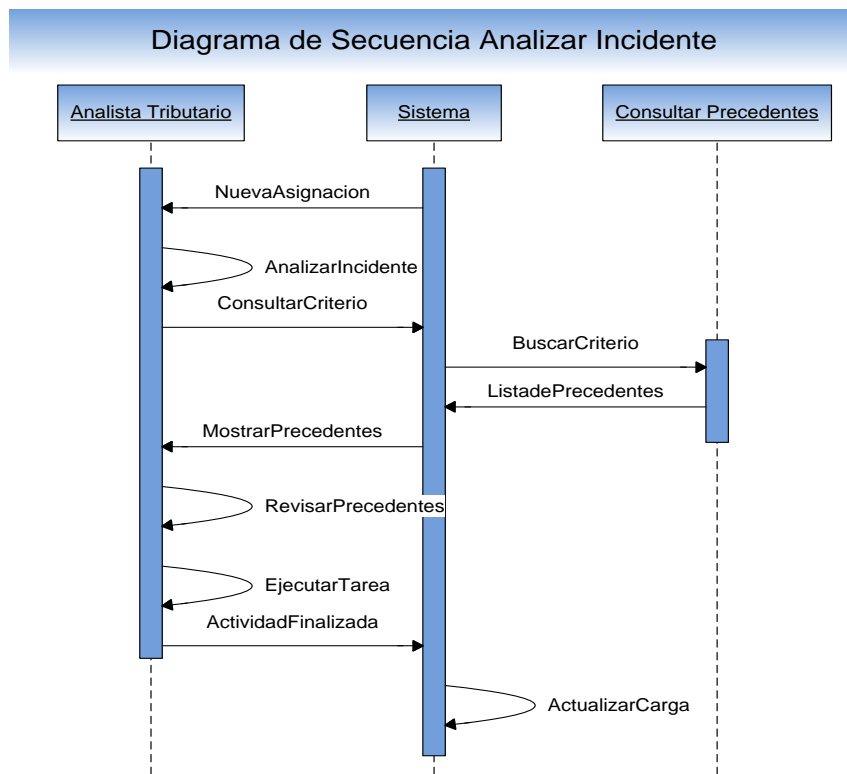 Diagrama de Secuencia Analizar Incidente
Analista Tributario
Sistema
Consultar Precedentes
NuevaAsignacion
AnalizarIncidente
ConsultarCriterio
BuscarCriterio
ListadePrecedentes
MostrarPrecedentes
RevisarPrecedentes
EjecutarTarea
ActividadFinalizada
ActualizarCarga